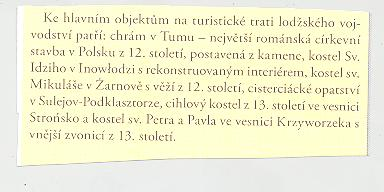 Ke hlavním objektům na turistické trati lodžského voj-
vodství patří: chrám v Tumu – největší románská církevní
stavba v Polsku z 12. století, postavená z kamene, kostel Sv.
Idziho v Inowłodzi s rekonstruovaným interiérem, kostel sv.
Mikuláše v Žarnově s věží z 12. století, cisterciácké opatství
v Sulejov-Podklasztorze, cihlový kostel z 13. století ve vesnici
Strońsko a kostel sv. Petra a Pavla ve vesnici Krzyworzeka s
vnější zvonicí z 13. století.